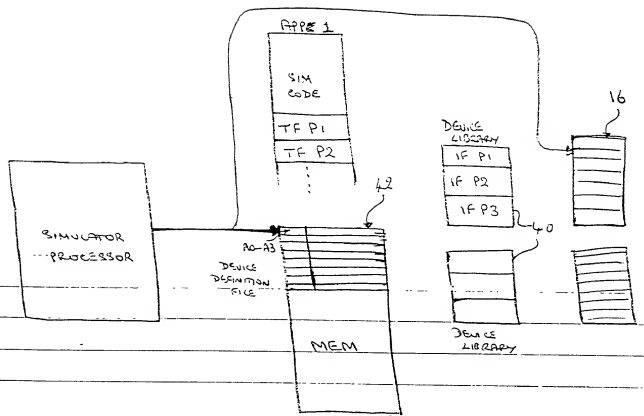 APPE 1
SIM
CODE
TF P1
TF P2
16
DEVICE
LIBRARY
IF P1
IF P2
IF P3
42
40
SIMULATOR
PROCESSOR
A0-A3
DEVICE
DEFINITION
FILE
MEM
DEVICE
LIBRARY